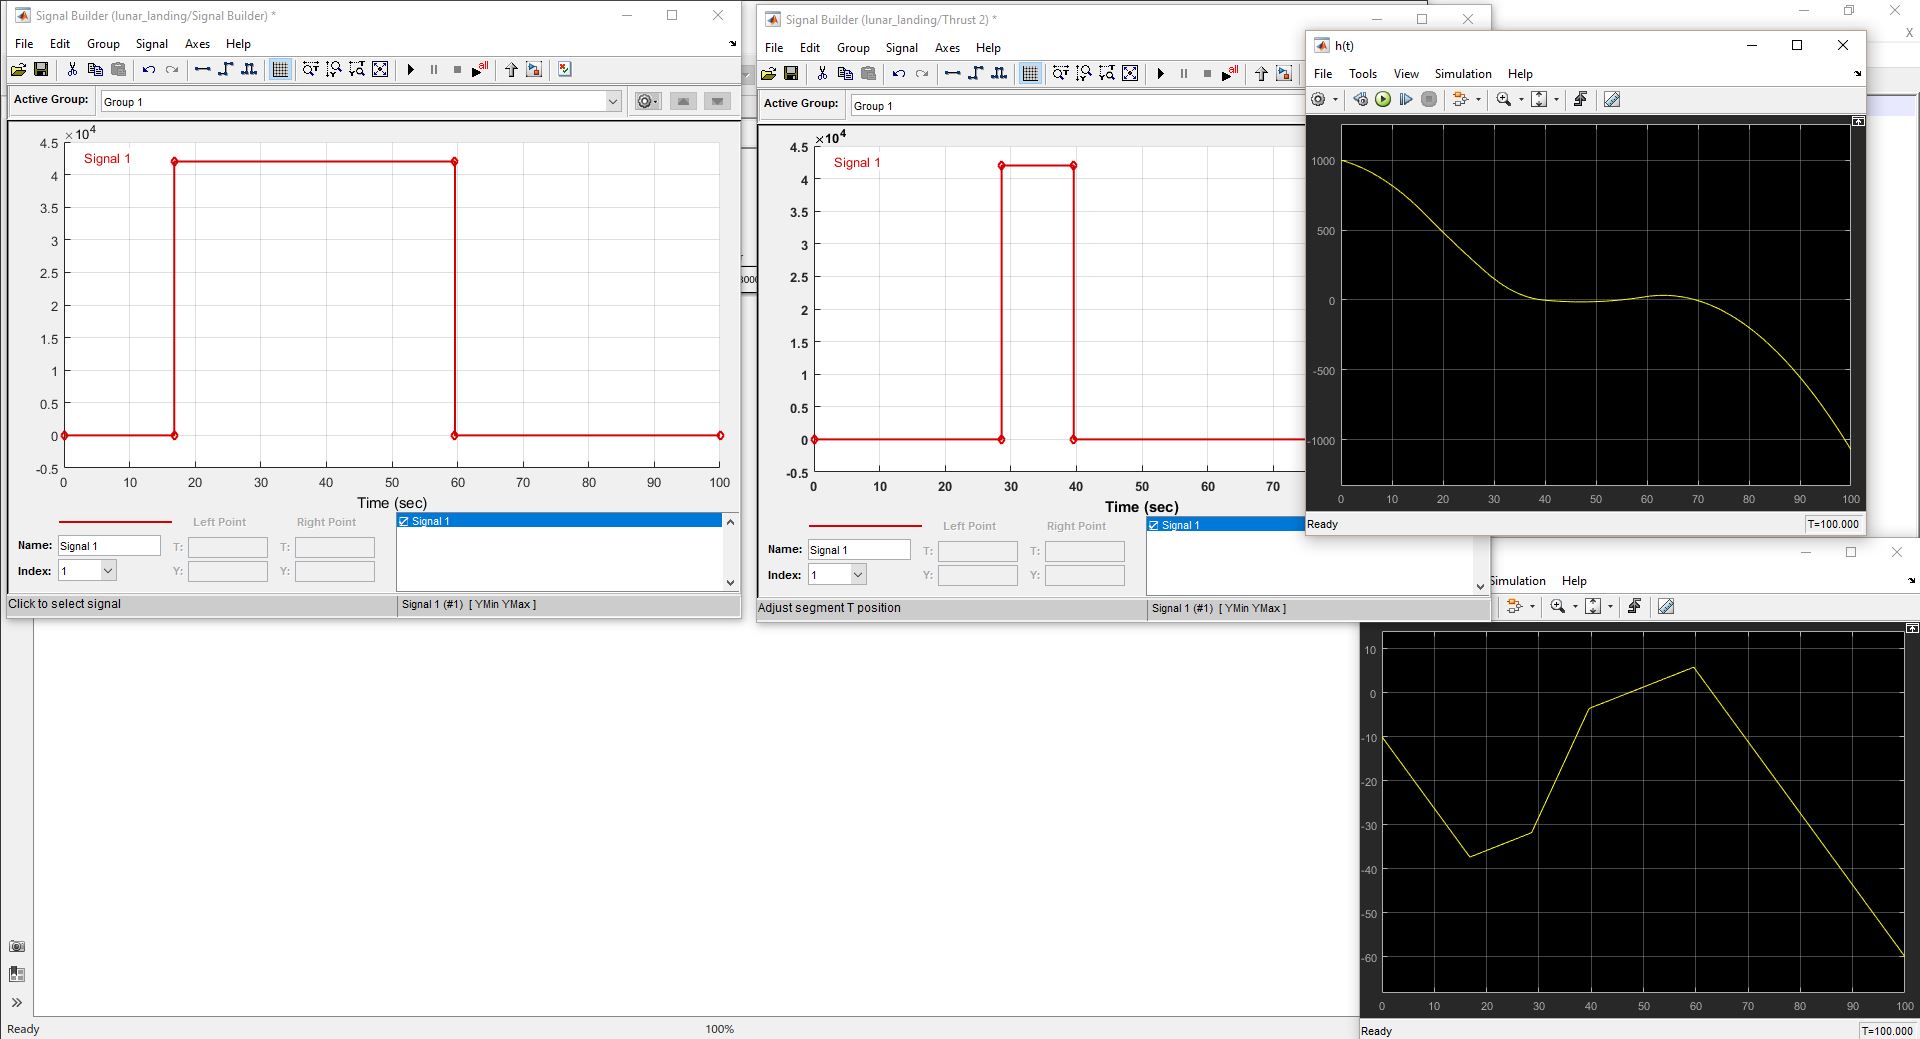 Signal Builder (lunar_landing/Signal Builder) *
File Edit Group Signal Axes Help
all
Active Group: Group 1
×10^4
Signal 1
4.5
4
3.5
3
2.5
2
1.5
1
0.5
0
-0.5
0 10 20 30 40 50 60 70 80 90 100
Time (sec)
Left Point Right Point
Name: Signal 1 T: T:
Index: 1 Y: Y:
Signal 1
Click to select signal
Signal 1 (#1) [ YMin YMax ]
Signal Builder (lunar_landing/Thrust 2) *
File Edit Group Signal Axes Help
all
Active Group: Group 1
×10^4
Signal 1
4.5
4
3.5
3
2.5
2
1.5
1
0.5
0
-0.5
0 10 20 30 40 50 60 70
Time (sec)
Left Point Right Point
Name: Signal 1 T: T:
Index: 1 Y: Y:
Signal 1
Adjust segment T position
Signal 1 (#1) [ YMin YMax ]
h(t)
File Tools View Simulation Help
1000
500
0
-500
-1000
0 10 20 30 40 50 60 70 80 90 100
Ready
T=100.000
Simulation Help
10
0
-10
-20
-30
-40
-50
-60
0 10 20 30 40 50 60 70 80 90 100
Ready
T=100.000
Ready
100%